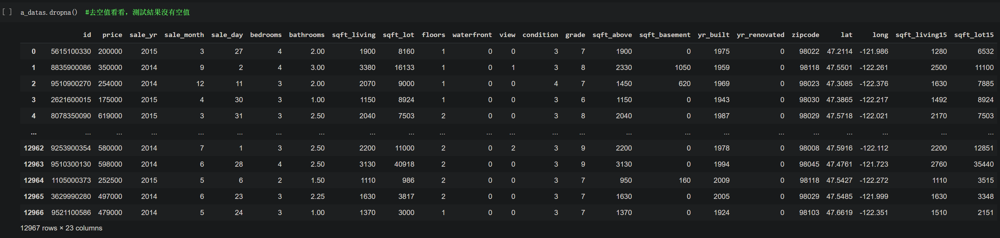 [ ] a_datas.dropna() #去空值看看，測試結果沒有空值
id price sale_yr sale_month sale_day bedrooms bathrooms sqft_living sqft_lot floors waterfront view condition grade sqft_above sqft_basement yr_built yr_renovated zipcode lat long sqft_living15 sqft_lot15
0 5615100330 200000 2015 3 27 4 2.00 1900 8160 1 0 0 3 7 1900 0 1975 0 98022 47.2114 -121.986 1280 6532
1 8835900086 350000 2014 9 2 4 3.00 3380 16133 1 0 1 3 8 2330 1050 1959 0 98118 47.5501 -122.261 2500 11100
2 9510900270 254000 2014 12 11 3 2.00 2070 9000 1 0 0 4 7 1450 620 1969 0 98023 47.3085 -122.376 1630 7885
3 2621600015 175000 2015 4 30 3 1.00 1150 8924 1 0 0 3 6 1150 0 1943 0 98030 47.3865 -122.217 1492 8924
4 8078350090 619000 2015 3 31 3 2.50 2040 7503 2 0 0 3 8 2040 0 1987 0 98029 47.5718 -122.021 2170 7503
... ... ... ... ... ... ... ... ... ... ... ... ... ... ... ... ... ... ... ... ... ... ... ...
12962 9253900354 580000 2014 7 1 3 2.50 2200 11000 2 0 2 3 9 2200 0 1978 0 98008 47.5916 -122.112 2200 12851
12963 9510300130 598000 2014 6 28 4 2.50 3130 40918 2 0 0 3 9 3130 0 1994 0 98045 47.4761 -121.723 2760 35440
12964 1105000373 252500 2015 5 6 2 1.50 1110 986 2 0 0 3 7 950 160 2009 0 98118 47.5427 -122.272 1110 3515
12965 3629990280 497000 2014 6 23 3 2.25 1630 3817 2 0 0 3 7 1630 0 2005 0 98029 47.5485 -121.999 1630 3348
12966 9521100586 479000 2014 5 24 3 1.00 1370 3000 1 0 0 3 7 1370 0 1924 0 98103 47.6619 -122.351 1510 2151
12967 rows × 23 columns